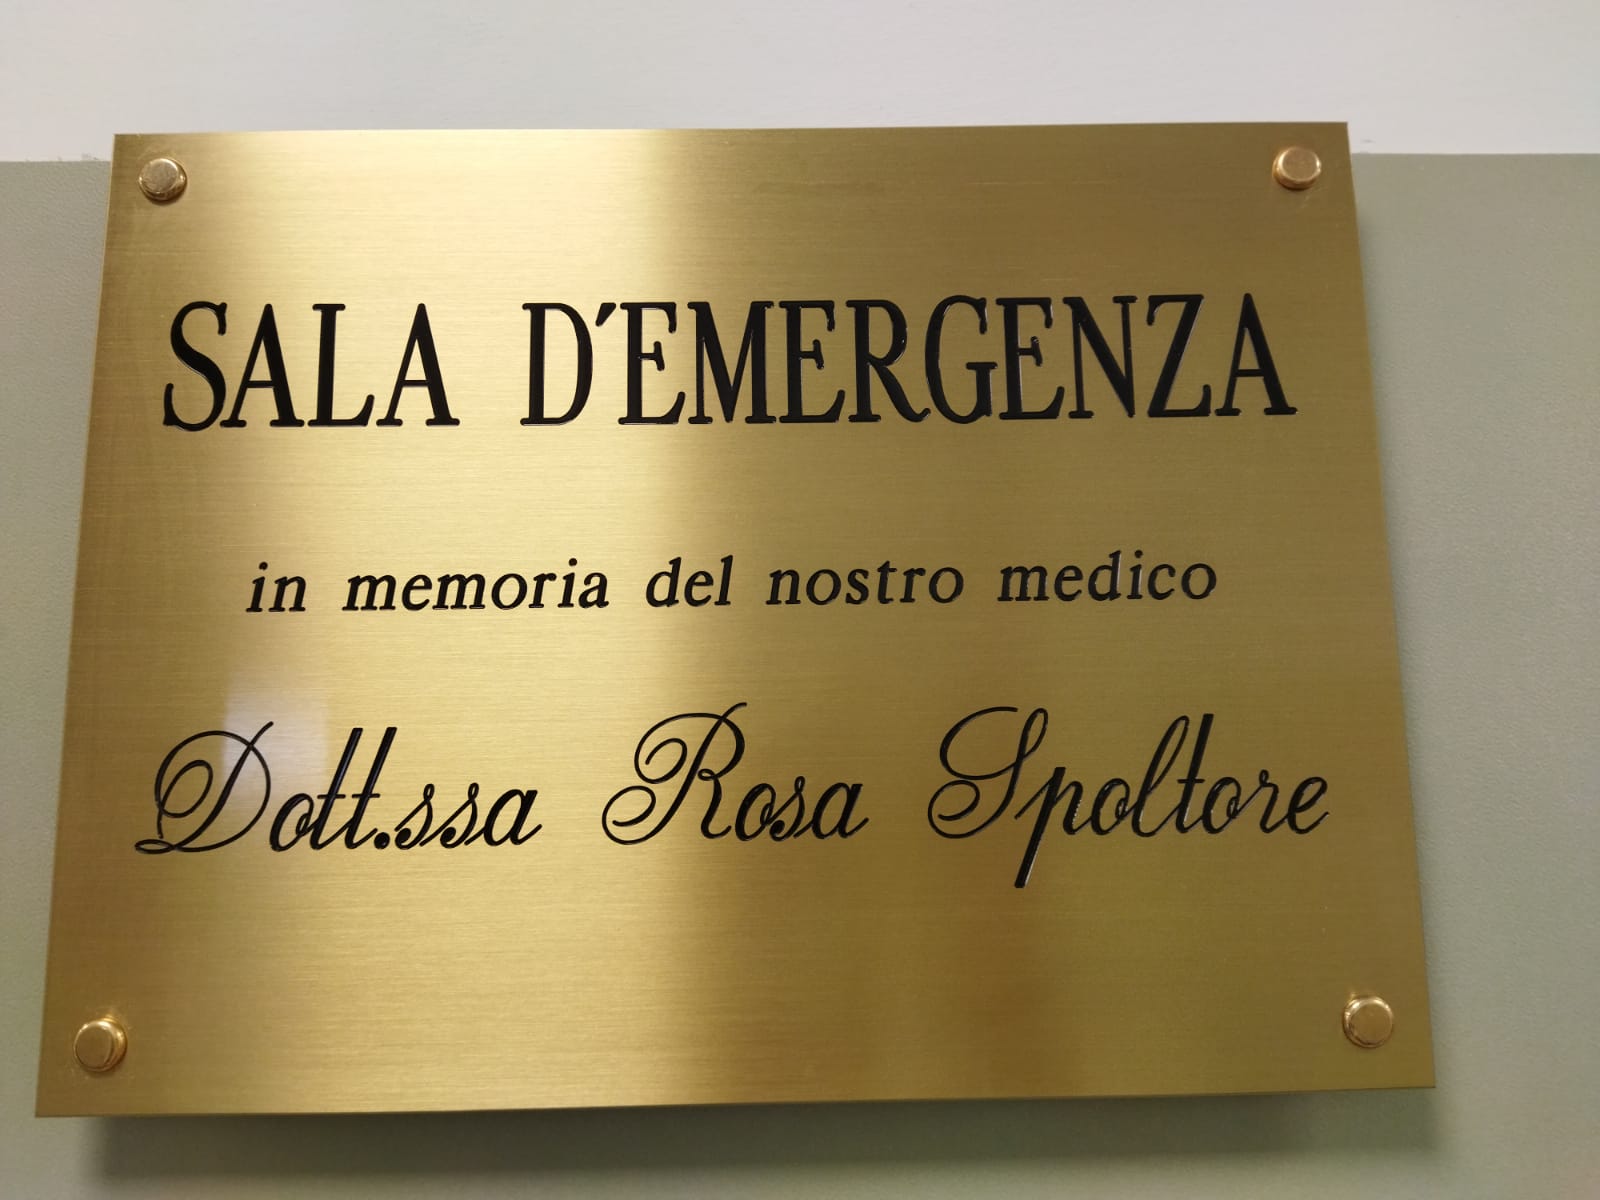 SALA D´EMERGENZA
in memoria del nostro medico
Dott.ssa Rosa Spoltore